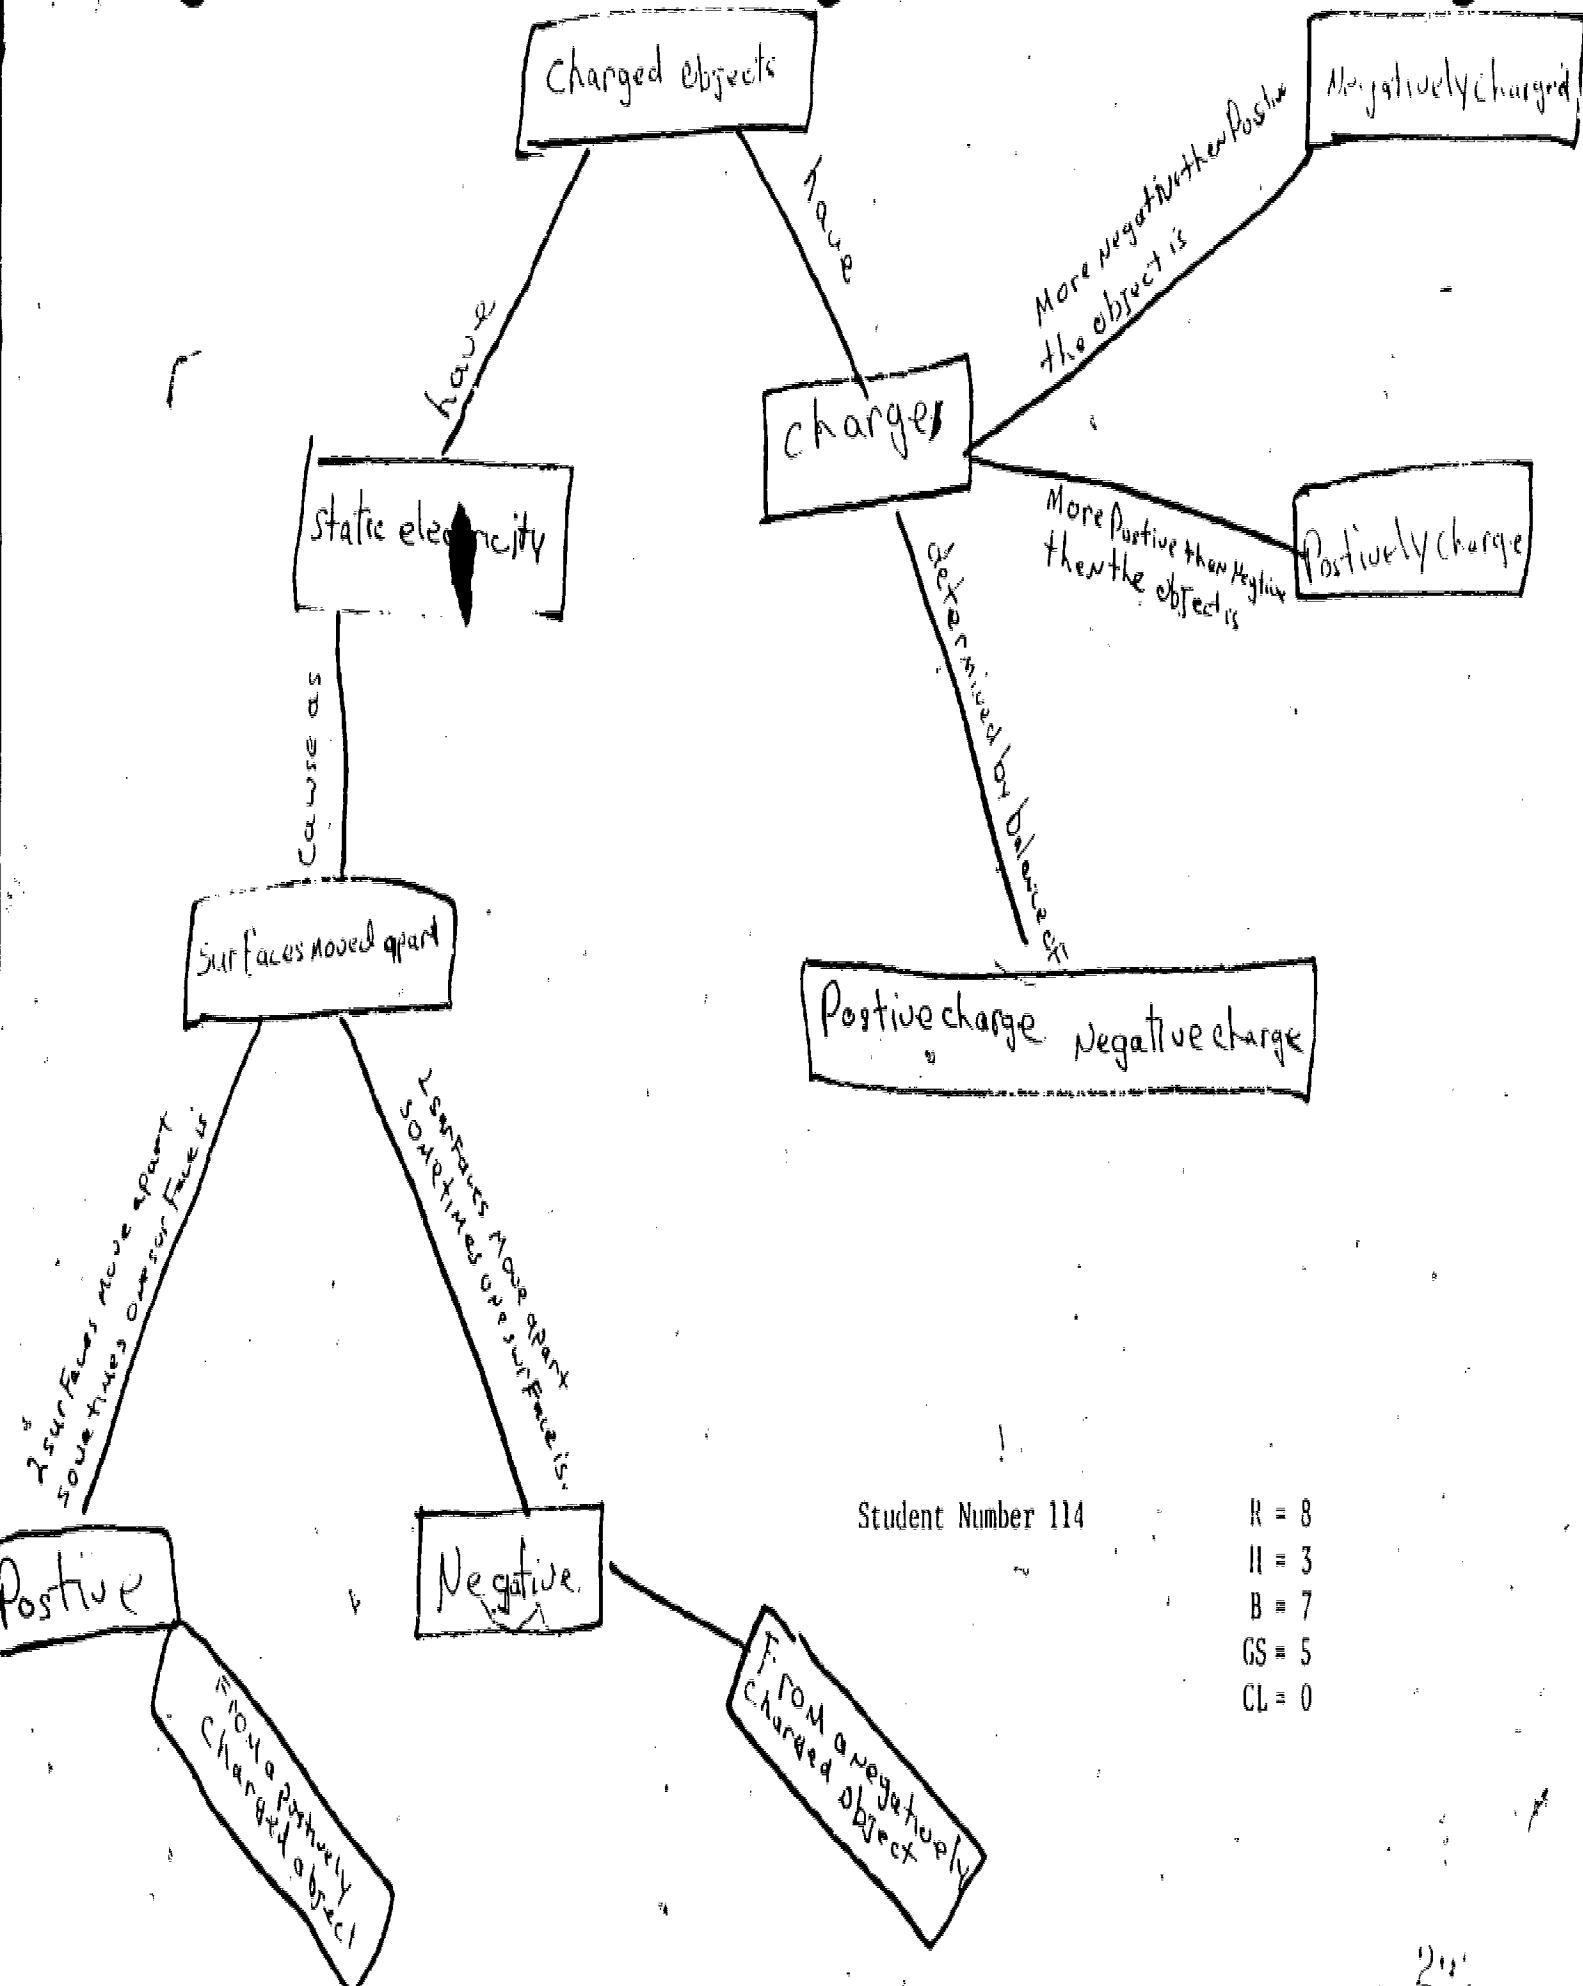 Charged objects
Negatively charged
have
have
More Negative then Postive
the object is
charge
static electricity
More Postive than Negtive
then the object is
Postively charge
determined by balance of
cause as
surfaces moved apart
Postive charge Negative charge
2 surfaces move apart
sometimes one surface is
2 surfaces move apart
sometimes one surface is.
Postive
Negative
From a postively
Charged object
From a negatively
charged object
Student Number 114
R = 8
H = 3
B = 7
GS = 5
CL = 0